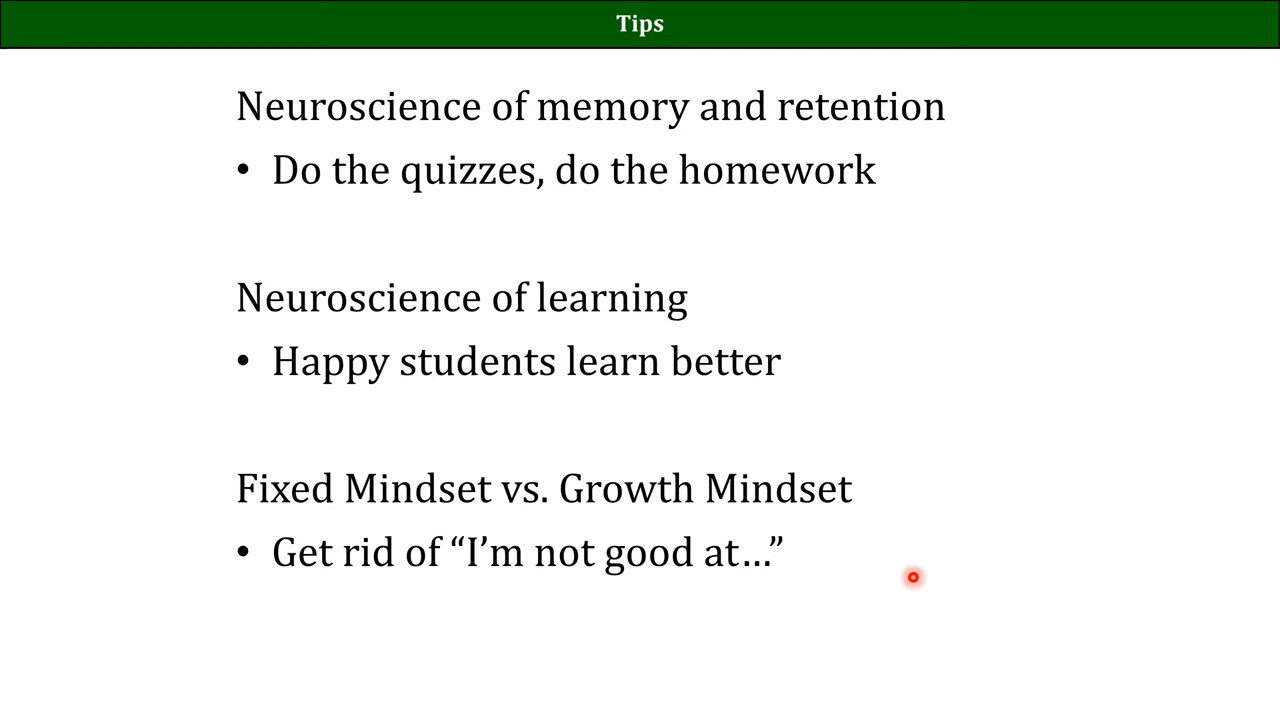 Tips
Neuroscience of memory and retention
• Do the quizzes, do the homework
Neuroscience of learning
• Happy students learn better
Fixed Mindset vs. Growth Mindset
• Get rid of “I’m not good at…”